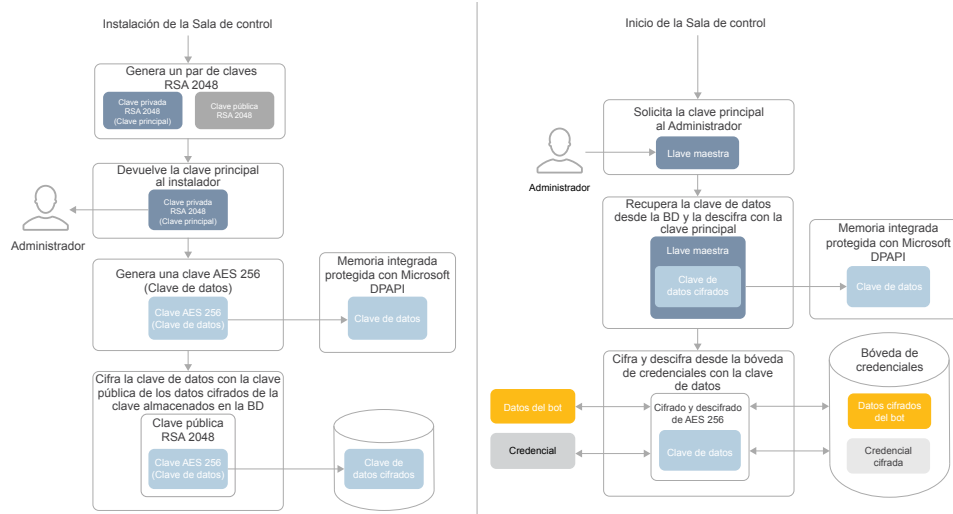 Instalación de la Sala de control
Genera un par de claves
RSA 2048
Clave privada
RSA 2048
(Clave principal)
Clave pública
RSA 2048
Devuelve la clave principal
al instalador
Clave privada
RSA 2048
(Clave principal)
Administrador
Genera una clave AES 256
(Clave de datos)
Clave AES 256
(Clave de datos)
Memoria integrada
protegida con Microsoft
DPAPI
Clave de datos
Cifra la clave de datos con la clave
pública de los datos cifrados de la
clave almacenados en la BD
Clave pública
RSA 2048
Clave AES 256
(Clave de datos)
Clave de
datos cifrados
Inicio de la Sala de control
Solicita la clave principal
al Administrador
Llave maestra
Administrador
Recupera la clave de datos
desde la BD y la descifra con la
clave principal
Llave maestra
Clave de
datos cifrados
Memoria integrada
protegida con Microsoft
DPAPI
Clave de datos
Cifra y descifra desde la bóveda
de credenciales con la clave
de datos
Datos del bot
Credencial
Cifrado y descifrado
de AES 256
Clave de datos
Bóveda de
credenciales
Datos cifrados
del bot
Credencial
cifrada